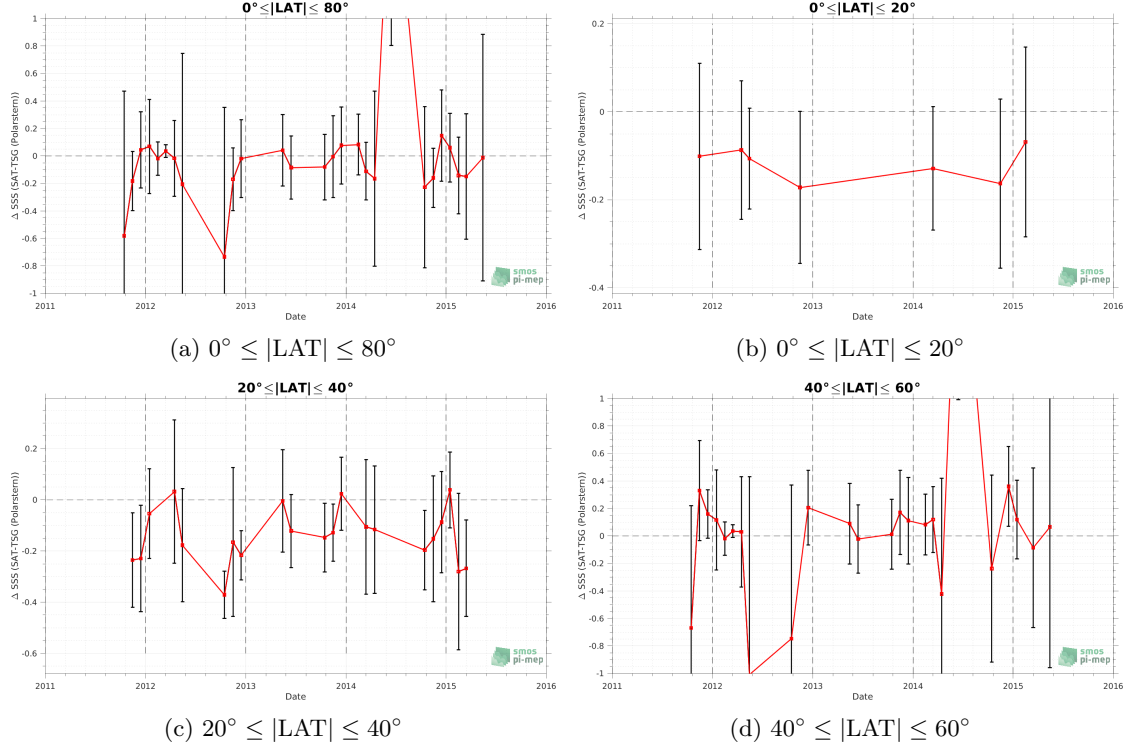 0°≤|LAT|≤ 80°
Δ SSS (SAT-TSG (Polarstern))
1
0.8
0.6
0.4
0.2
0
-0.2
-0.4
-0.6
-0.8
-1
2011 2012 2013 2014 2015 2016
Date
smos
pi-mep
(a) 0° ≤ |LAT| ≤ 80°
0°≤|LAT|≤ 20°
Δ SSS (SAT-TSG (Polarstern))
0.2
0
-0.2
-0.4
2011 2012 2013 2014 2015 2016
Date
smos
pi-mep
(b) 0° ≤ |LAT| ≤ 20°
20°≤|LAT|≤ 40°
Δ SSS (SAT-TSG (Polarstern))
0.2
0
-0.2
-0.4
-0.6
2011 2012 2013 2014 2015 2016
Date
smos
pi-mep
(c) 20° ≤ |LAT| ≤ 40°
40°≤|LAT|≤ 60°
Δ SSS (SAT-TSG (Polarstern))
1
0.8
0.6
0.4
0.2
0
-0.2
-0.4
-0.6
-0.8
-1
2011 2012 2013 2014 2015 2016
Date
smos
pi-mep
(d) 40° ≤ |LAT| ≤ 60°